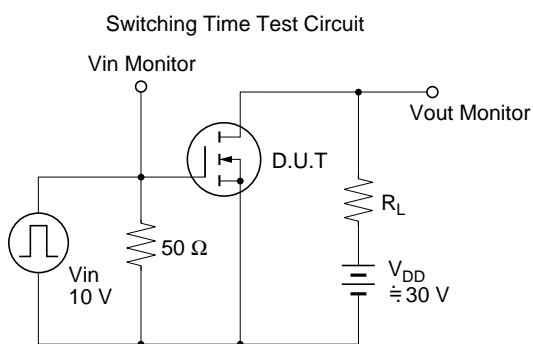 Switching Time Test Circuit
Vin Monitor
Vout Monitor
D.U.T
R_L
50 Ω
Vin
10 V
V_DD
≒30 V